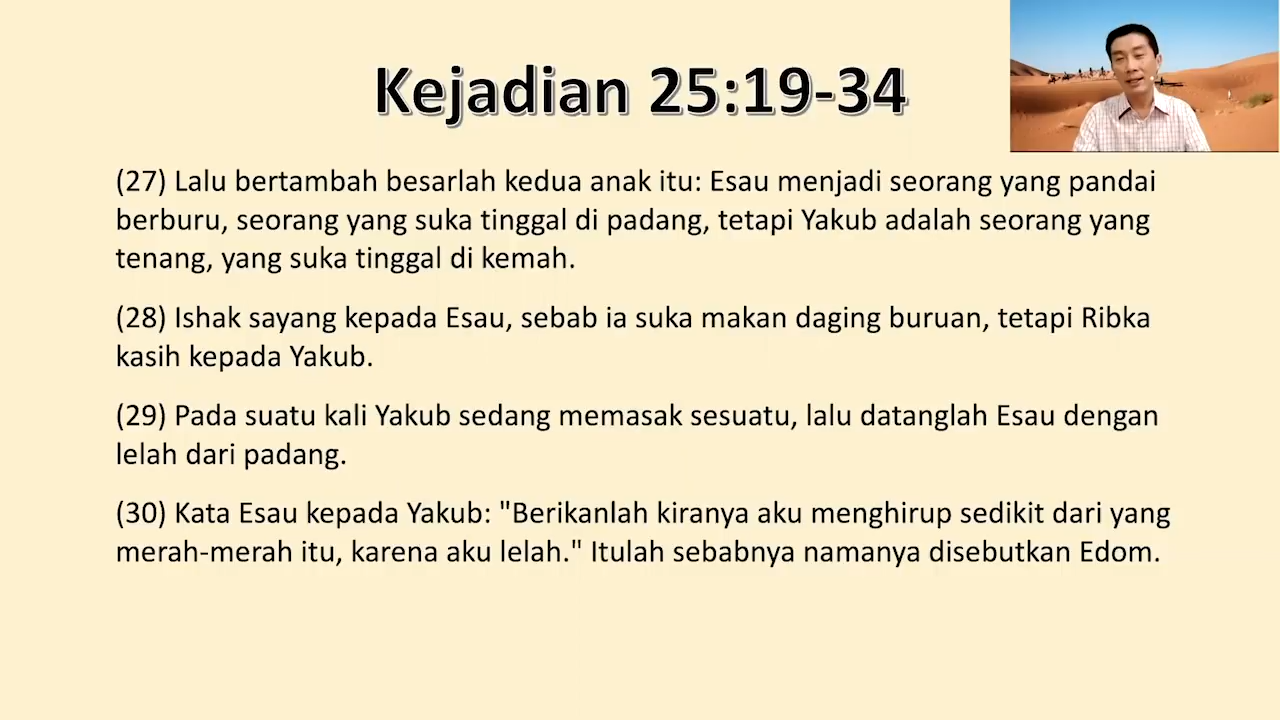 Kejadian 25:19-34
(27) Lalu bertambah besarlah kedua anak itu: Esau menjadi seorang yang pandai
berburu, seorang yang suka tinggal di padang, tetapi Yakub adalah seorang yang
tenang, yang suka tinggal di kemah.
(28) Ishak sayang kepada Esau, sebab ia suka makan daging buruan, tetapi Ribka
kasih kepada Yakub.
(29) Pada suatu kali Yakub sedang memasak sesuatu, lalu datanglah Esau dengan
lelah dari padang.
(30) Kata Esau kepada Yakub: "Berikanlah kiranya aku menghirup sedikit dari yang
merah-merah itu, karena aku lelah." Itulah sebabnya namanya disebutkan Edom.